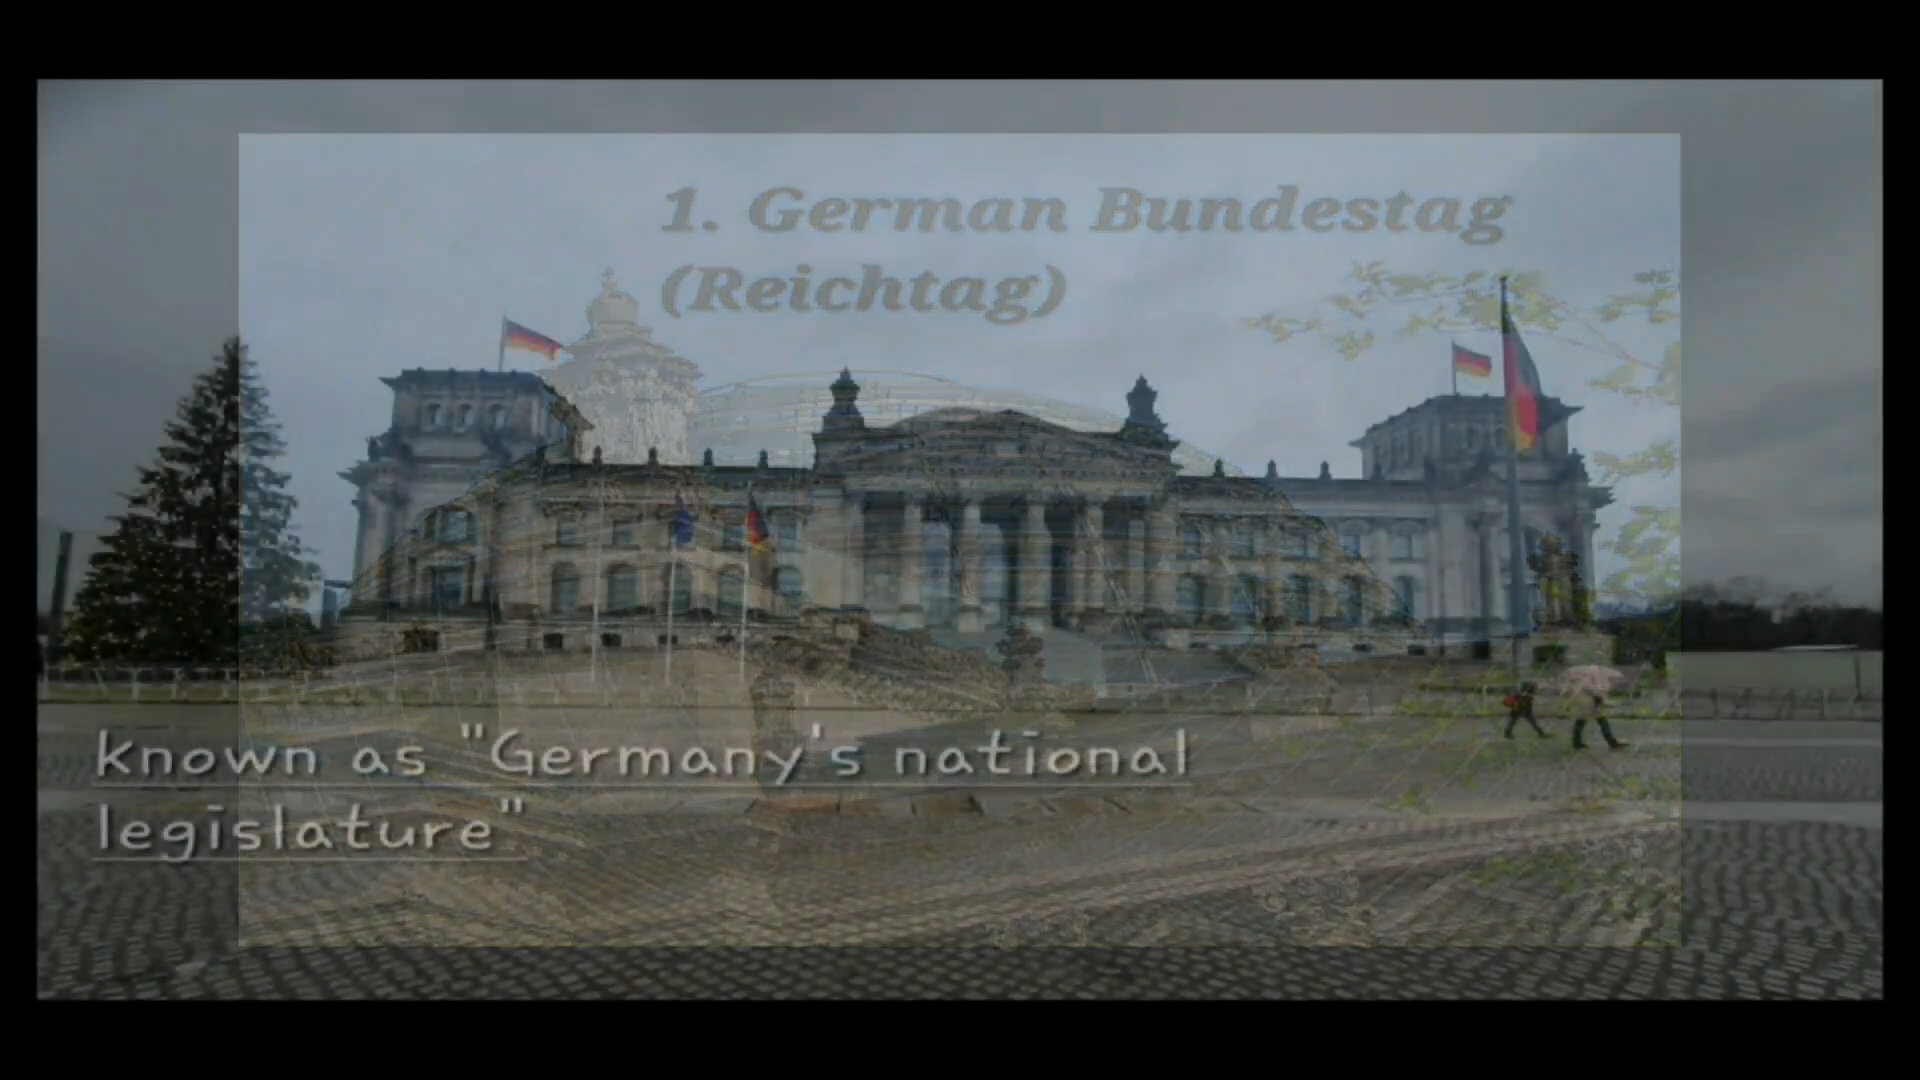 1. German Bundestag
(Reichtag)
known as "Germany's national
legislature"